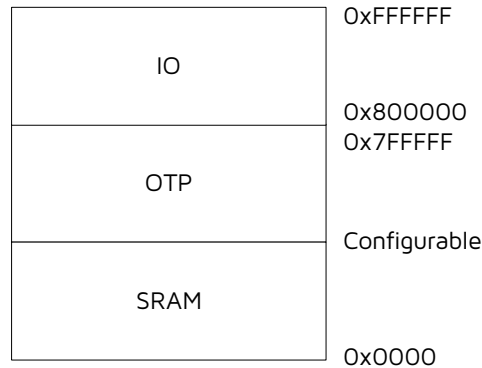 0xFFFFFF
IO
0x800000
0x7FFFFF
OTP
Configurable
SRAM
0x0000